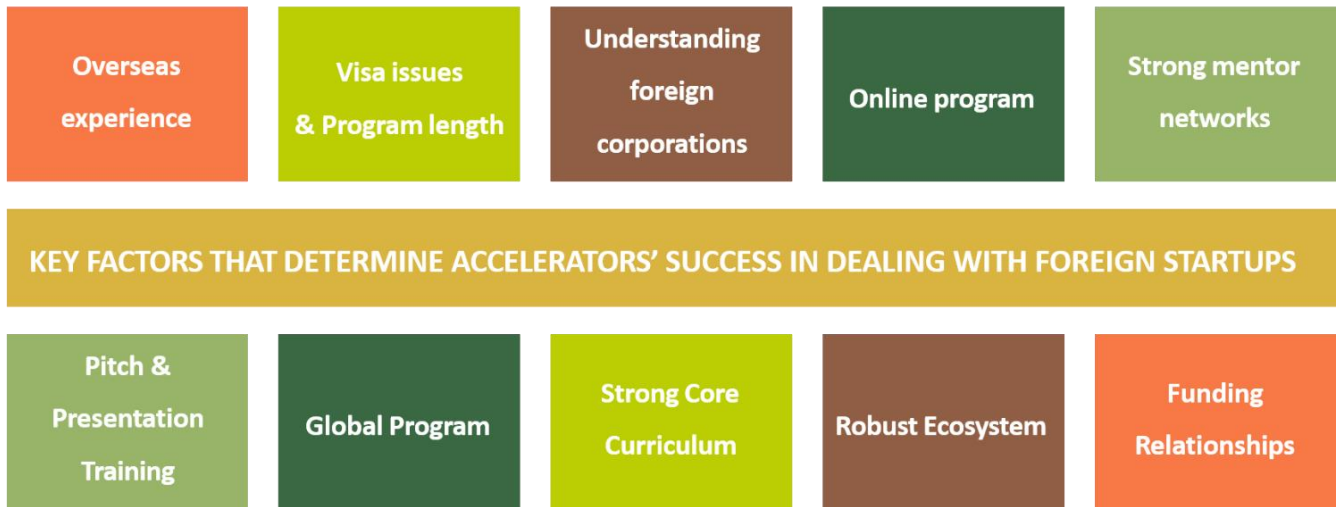 Overseas
experience
Visa issues
& Program length
Understanding
foreign
corporations
Online program
Strong mentor
networks
KEY FACTORS THAT DETERMINE ACCELERATORS’ SUCCESS IN DEALING WITH FOREIGN STARTUPS
Pitch &
Presentation
Training
Global Program
Strong Core
Curriculum
Robust Ecosystem
Funding
Relationships